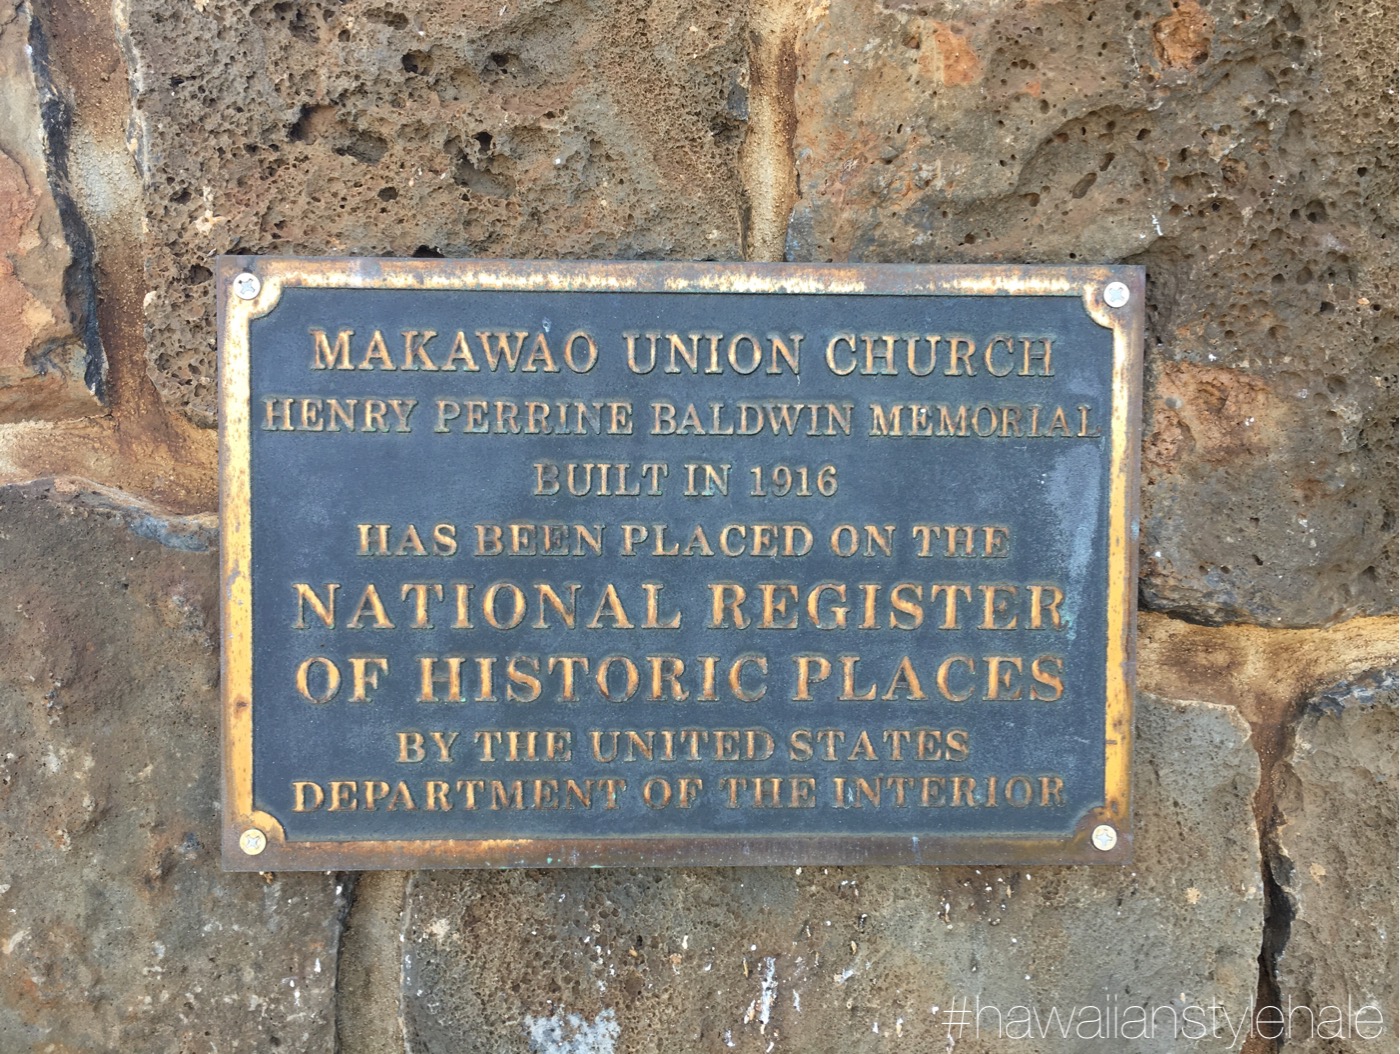 MAKAWAO UNION CHURCH
HENRY PERRINE BALDWIN MEMORIAL
BUILT IN 1916
HAS BEEN PLACED ON THE
NATIONAL REGISTER
OF HISTORIC PLACES
BY THE UNITED STATES
DEPARTMENT OF THE INTERIOR
#hawaiianstylehale